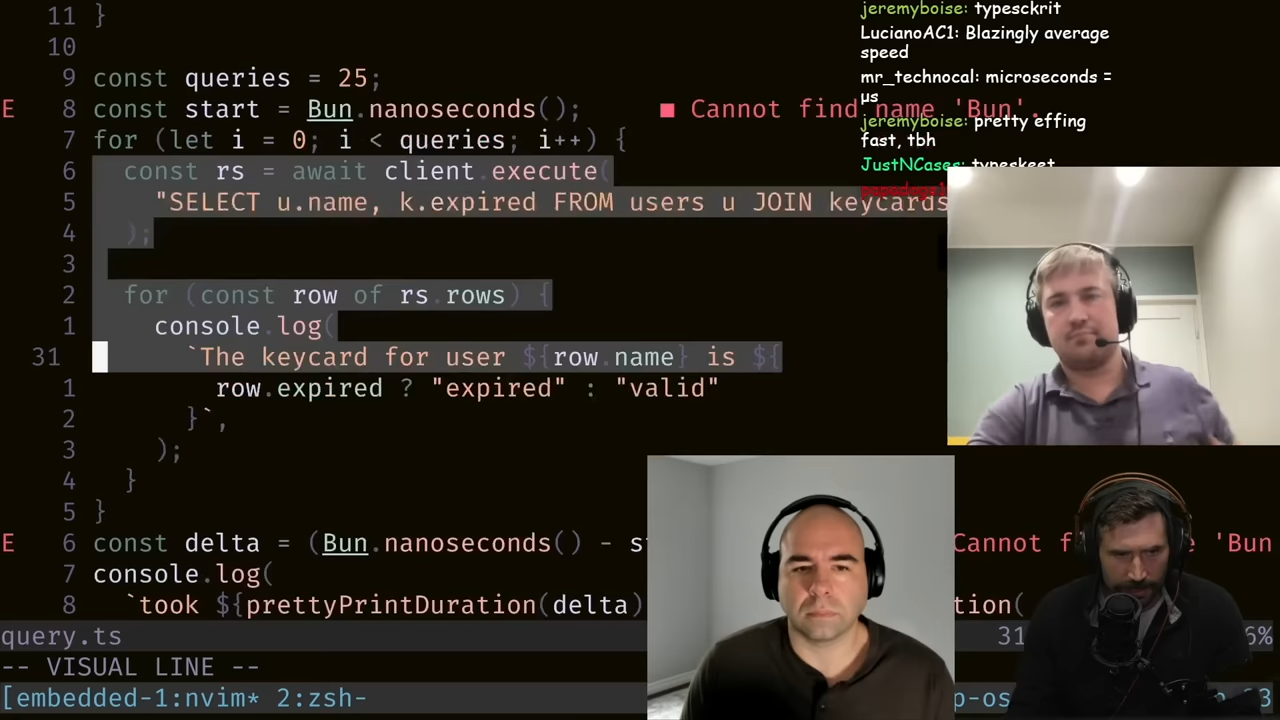 11 }
10
9 const queries = 25;
E 8 const start = Bun.nanoseconds(); ■ Cannot find name 'Bun'.
7 for (let i = 0; i < queries; i++) {
6 const rs = await client.execute(
5 "SELECT u.name, k.expired FROM users u JOIN keycards
4 );
3
2 for (const row of rs.rows) {
1 console.log(
31 `The keycard for user ${row.name} is ${
1 row.expired ? "expired" : "valid"
2 }`,
3 );
4 }
5 }
E 6 const delta = (Bun.nanoseconds() - Cannot 'Bun
7 console.log(
8 `took ${prettyPrintDuration(delta)
query.ts 31 6%
-- VISUAL LINE --
[embedded-1:nvim* 2:zsh-
jeremyboise: typesckrit
LucianoAC1: Blazingly average
speed
mr_technocal: microseconds =
us
jeremyboise: pretty effing
fast, tbh
JustNCases: typeskeet